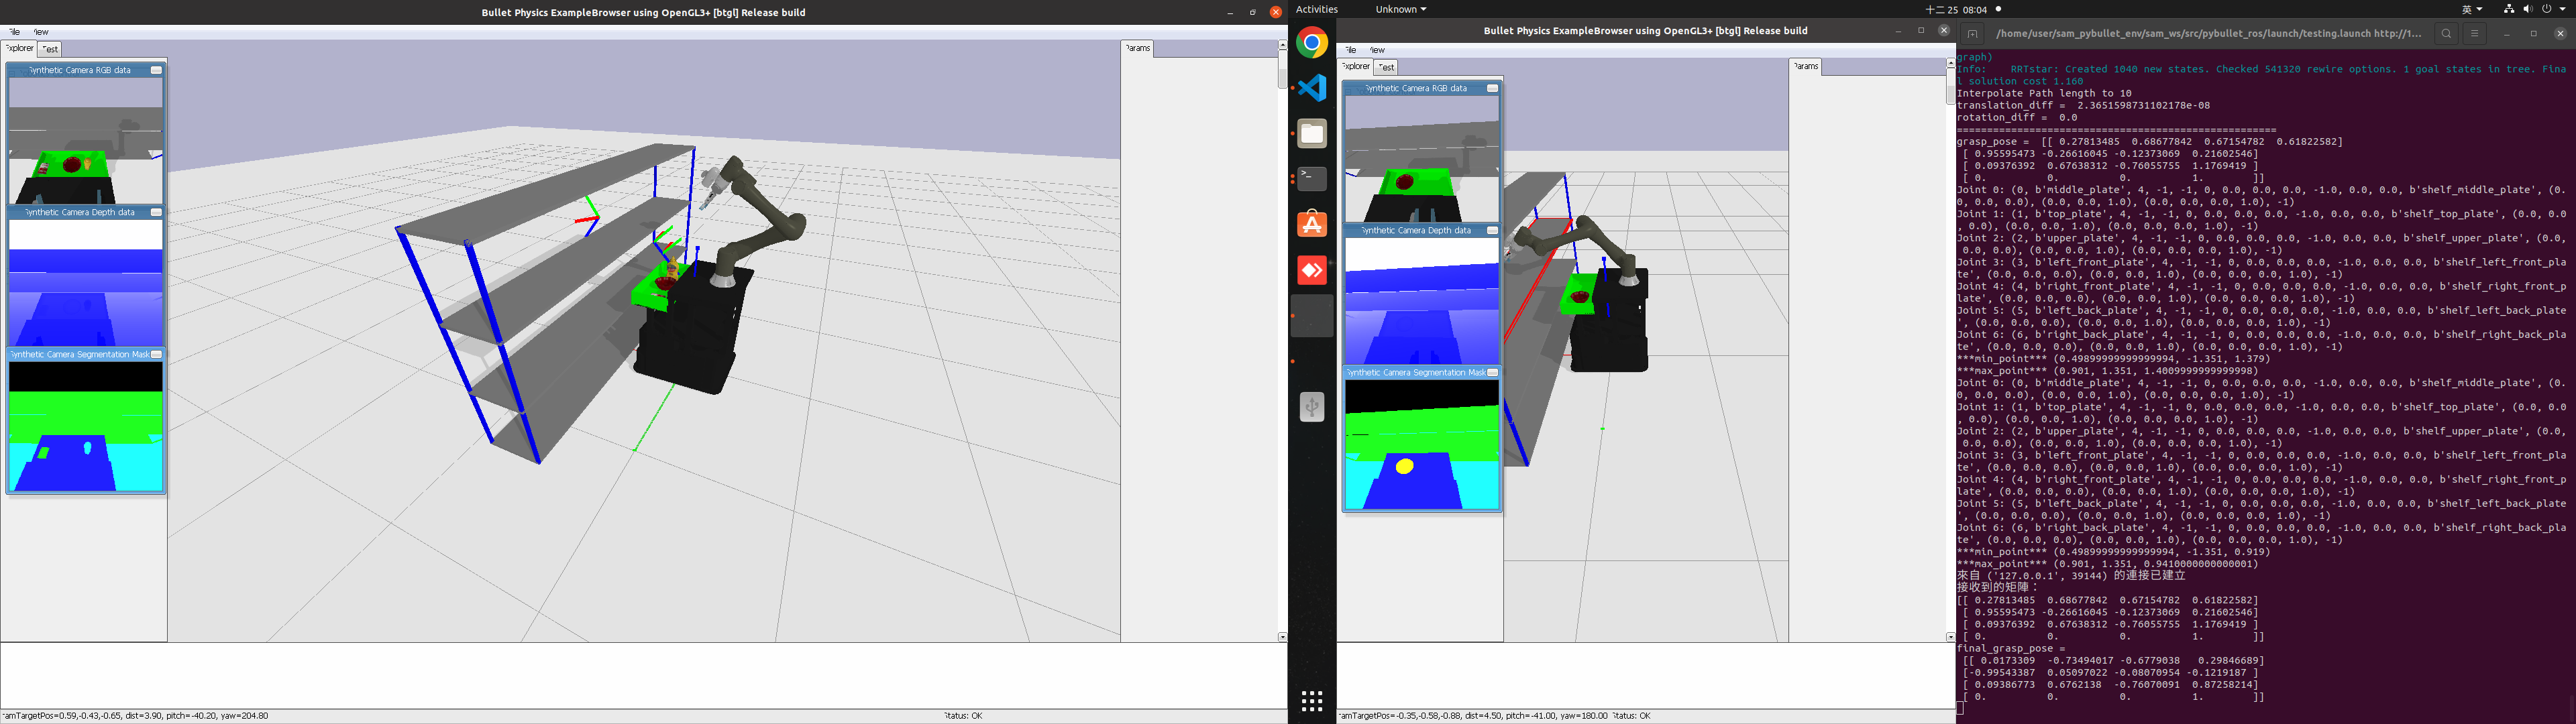 Bullet Physics ExampleBrowser using OpenGL3+ [btgl] Release build
File View
Explorer Test
Synthetic Camera RGB data
Synthetic Camera Depth data
Synthetic Camera Segmentation Mask
Params
amTargetPos=0.59,-0.43,-0.65, dist=3.90, pitch=-40.20, yaw=204.80
Status: OK
Activities
Unknown
十二 25 08:04
英
Bullet Physics ExampleBrowser using OpenGL3+ [btgl] Release build
File View
Explorer Test
Synthetic Camera RGB data
Synthetic Camera Depth data
Synthetic Camera Segmentation Mask
Params
amTargetPos=-0.35,-0.58,-0.88, dist=4.50, pitch=-41.00, yaw=180.00 Status: OK
/home/user/sam_pybullet_env/sam_ws/src/pybullet_ros/launch/testing.launch http://1...
graph)
Info: RRTstar: Created 1040 new states. Checked 541320 rewire options. 1 goal states in tree. Fina
l solution cost 1.160
Interpolate Path length to 10
translation_diff = 2.3651598731102178e-08
rotation_diff = 0.0
=====================================================
grasp_pose = [[ 0.27813485 0.68677842 0.67154782 0.61822582]
[ 0.95595473 -0.26616045 -0.12373069 0.21602546]
[ 0.09376392 0.67638312 -0.76055755 1.1769419 ]
[ 0. 0. 0. 1. ]]
Joint 0: (0, b'middle_plate', 4, -1, -1, 0, 0.0, 0.0, 0.0, -1.0, 0.0, 0.0, b'shelf_middle_plate', (0.
0, 0.0, 0.0), (0.0, 0.0, 0.0), (0.0, 0.0, 0.0, 1.0), -1)
Joint 1: (1, b'top_plate', 4, -1, -1, 0, 0.0, 0.0, 0.0, -1.0, 0.0, 0.0, b'shelf_top_plate', (0.0, 0.0
, 0.0), (0.0, 0.0, 0.0), (0.0, 0.0, 0.0, 1.0), -1)
Joint 2: (2, b'upper_plate', 4, -1, -1, 0, 0.0, 0.0, 0.0, -1.0, 0.0, 0.0, b'shelf_upper_plate', (0.0,
0.0, 0.0), (0.0, 0.0, 0.0), (0.0, 0.0, 0.0, 1.0), -1)
Joint 3: (3, b'left_front_plate', 4, -1, -1, 0, 0.0, 0.0, 0.0, -1.0, 0.0, 0.0, b'shelf_left_front_pla
te', (0.0, 0.0, 0.0), (0.0, 0.0, 0.0), (0.0, 0.0, 0.0, 1.0), -1)
Joint 4: (4, b'right_front_plate', 4, -1, -1, 0, 0.0, 0.0, 0.0, -1.0, 0.0, 0.0, b'shelf_right_front_p
late', (0.0, 0.0, 0.0), (0.0, 0.0, 0.0), (0.0, 0.0, 0.0, 1.0), -1)
Joint 5: (5, b'left_back_plate', 4, -1, -1, 0, 0.0, 0.0, 0.0, -1.0, 0.0, 0.0, b'shelf_left_back_plate
', (0.0, 0.0, 0.0), (0.0, 0.0, 0.0), (0.0, 0.0, 0.0, 1.0), -1)
Joint 6: (6, b'right_back_plate', 4, -1, -1, 0, 0.0, 0.0, 0.0, -1.0, 0.0, 0.0, b'shelf_right_back_pla
te', (0.0, 0.0, 0.0), (0.0, 0.0, 0.0), (0.0, 0.0, 0.0, 1.0), -1)
***min_point*** (0.49899999999999994, -1.351, 1.379)
***max_point*** (0.901, 1.351, 1.4009999999999998)
Joint 0: (0, b'middle_plate', 4, -1, -1, 0, 0.0, 0.0, 0.0, -1.0, 0.0, 0.0, b'shelf_middle_plate', (0.
0, 0.0, 0.0), (0.0, 0.0, 0.0), (0.0, 0.0, 0.0, 1.0), -1)
Joint 1: (1, b'top_plate', 4, -1, -1, 0, 0.0, 0.0, 0.0, -1.0, 0.0, 0.0, b'shelf_top_plate', (0.0, 0.0
, 0.0), (0.0, 0.0, 0.0), (0.0, 0.0, 0.0, 1.0), -1)
Joint 2: (2, b'upper_plate', 4, -1, -1, 0, 0.0, 0.0, 0.0, -1.0, 0.0, 0.0, b'shelf_upper_plate', (0.0,
0.0, 0.0), (0.0, 0.0, 0.0), (0.0, 0.0, 0.0, 1.0), -1)
Joint 3: (3, b'left_front_plate', 4, -1, -1, 0, 0.0, 0.0, 0.0, -1.0, 0.0, 0.0, b'shelf_left_front_pla
te', (0.0, 0.0, 0.0), (0.0, 0.0, 0.0), (0.0, 0.0, 0.0, 1.0), -1)
Joint 4: (4, b'right_front_plate', 4, -1, -1, 0, 0.0, 0.0, 0.0, -1.0, 0.0, 0.0, b'shelf_right_front_p
late', (0.0, 0.0, 0.0), (0.0, 0.0, 0.0), (0.0, 0.0, 0.0, 1.0), -1)
Joint 5: (5, b'left_back_plate', 4, -1, -1, 0, 0.0, 0.0, 0.0, -1.0, 0.0, 0.0, b'shelf_left_back_plate
', (0.0, 0.0, 0.0), (0.0, 0.0, 0.0), (0.0, 0.0, 0.0, 1.0), -1)
Joint 6: (6, b'right_back_plate', 4, -1, -1, 0, 0.0, 0.0, 0.0, -1.0, 0.0, 0.0, b'shelf_right_back_pla
te', (0.0, 0.0, 0.0), (0.0, 0.0, 0.0), (0.0, 0.0, 0.0, 1.0), -1)
***min_point*** (0.49899999999999994, -1.351, 0.919)
***max_point*** (0.901, 1.351, 0.9410000000000001)
來自 ('127.0.0.1', 39144) 的連接已建立
接收到的矩陣：
[[ 0.27813485 0.68677842 0.67154782 0.61822582]
[ 0.95595473 -0.26616045 -0.12373069 0.21602546]
[ 0.09376392 0.67638312 -0.76055755 1.1769419 ]
[ 0. 0. 0. 1. ]]
final_grasp_pose =
[[ 0.0173309 -0.73494017 -0.6779038 0.29846689]
[-0.99543387 0.05097022 -0.08070954 -0.1219187 ]
[ 0.09386773 0.6762138 -0.76070091 0.87258214]
[ 0. 0. 0. 1. ]]